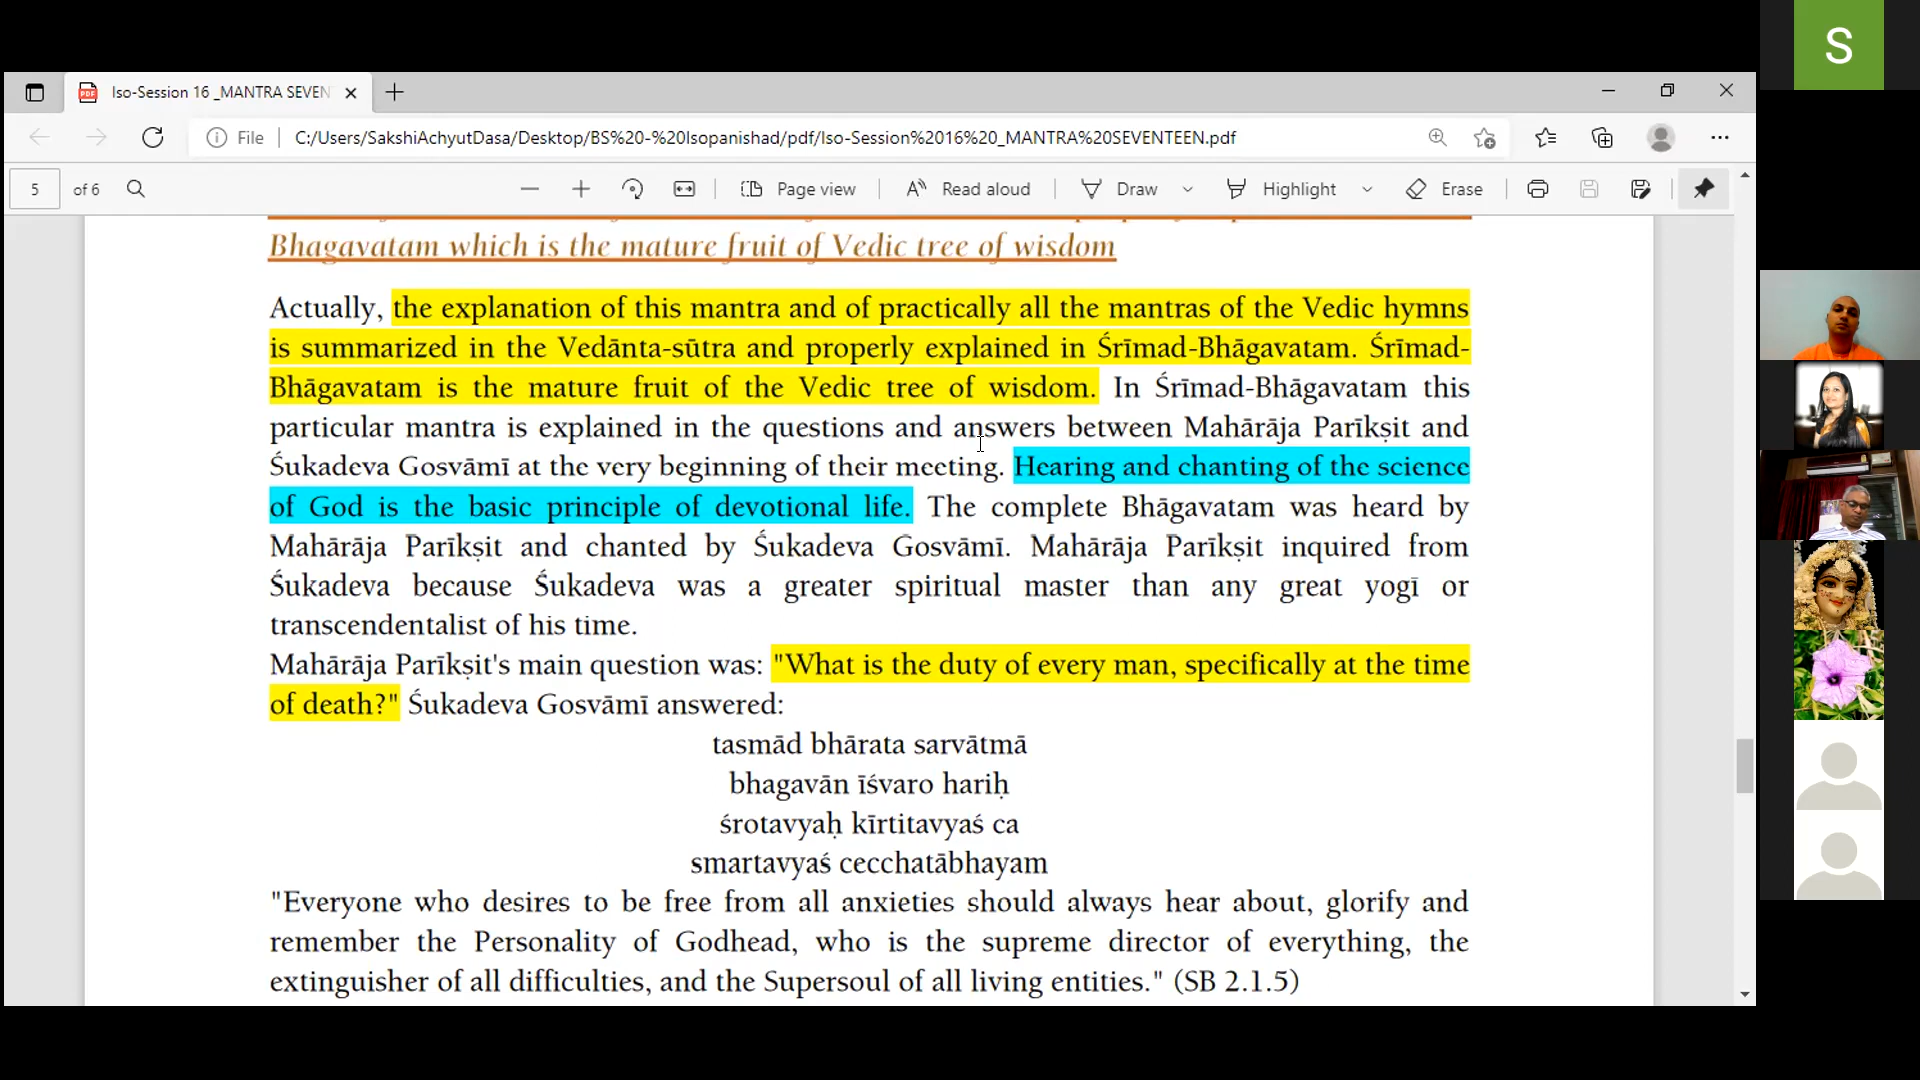 S
Iso-Session 16 _MANTRA SEVEN
File
C:/Users/SakshiAchyutDasa/Desktop/BS%20-%20Isopanishad/pdf/Iso-Session%2016%20_MANTRA%20SEVENTEEN.pdf
5 of 6
Page view
Read aloud
Draw
Highlight
Erase
Bhagavatam which is the mature fruit of Vedic tree of wisdom
Actually, the explanation of this mantra and of practically all the mantras of the Vedic hymns
is summarized in the Vedānta-sūtra and properly explained in Śrīmad-Bhāgavatam. Śrīmad-
Bhāgavatam is the mature fruit of the Vedic tree of wisdom. In Śrīmad-Bhāgavatam this
particular mantra is explained in the questions and answers between Mahārāja Parīkṣit and
Śukadeva Gosvāmī at the very beginning of their meeting. Hearing and chanting of the science
of God is the basic principle of devotional life. The complete Bhāgavatam was heard by
Mahārāja Parīkṣit and chanted by Śukadeva Gosvāmī. Mahārāja Parīkṣit inquired from
Śukadeva because Śukadeva was a greater spiritual master than any great yogī or
transcendentalist of his time.
Mahārāja Parīkṣit's main question was: "What is the duty of every man, specifically at the time
of death?" Śukadeva Gosvāmī answered:
tasmād bhārata sarvātmā
bhagavān īśvaro hariḥ
śrotavyaḥ kīrtitavyaś ca
smartavyaś cecchatābhayam
"Everyone who desires to be free from all anxieties should always hear about, glorify and
remember the Personality of Godhead, who is the supreme director of everything, the
extinguisher of all difficulties, and the Supersoul of all living entities." (SB 2.1.5)